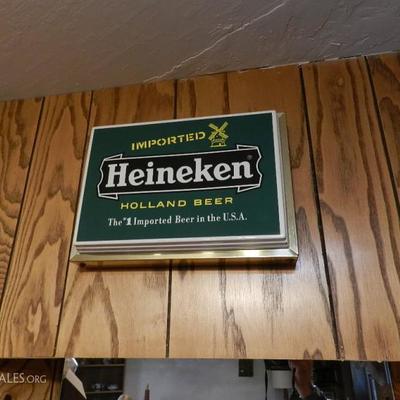 IMPORTED
Heineken®
HOLLAND BEER
The #1 Imported Beer in the U.S.A.
ALES.ORG